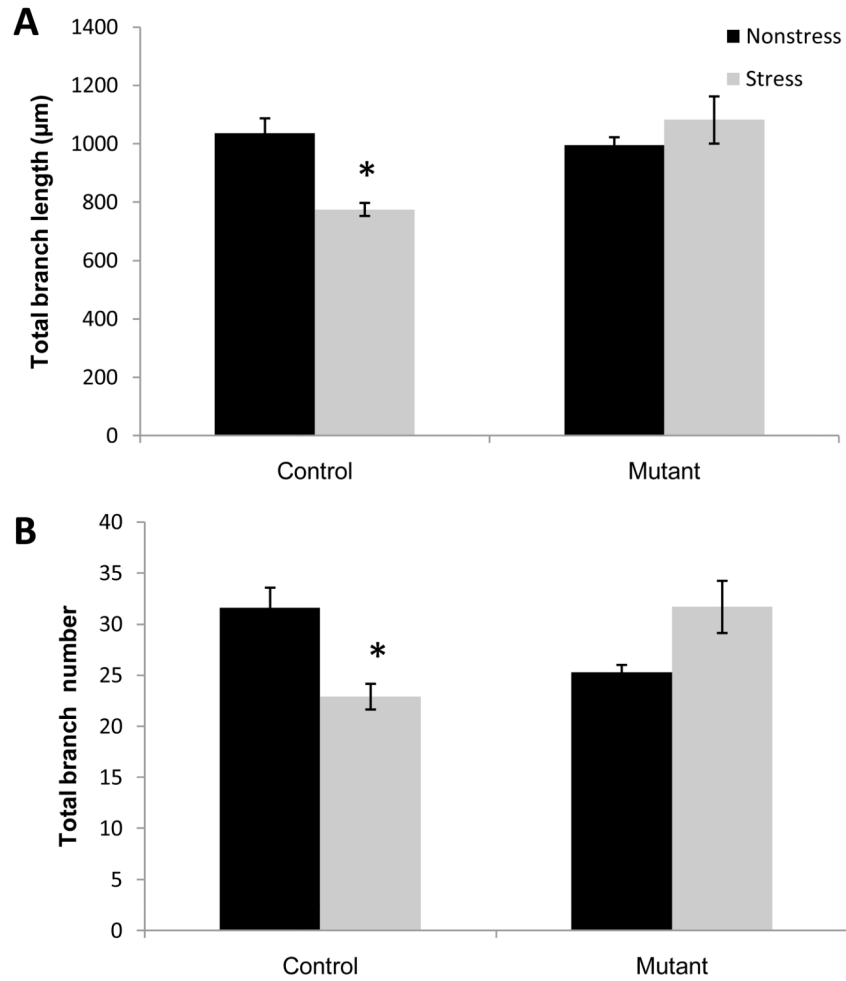 A
Total branch length (µm)
1400
1200
1000
800
600
400
200
0
Nonstress
Stress
*
Control Mutant
B
Total branch number
40
35
30
25
20
15
10
5
0
*
Control Mutant